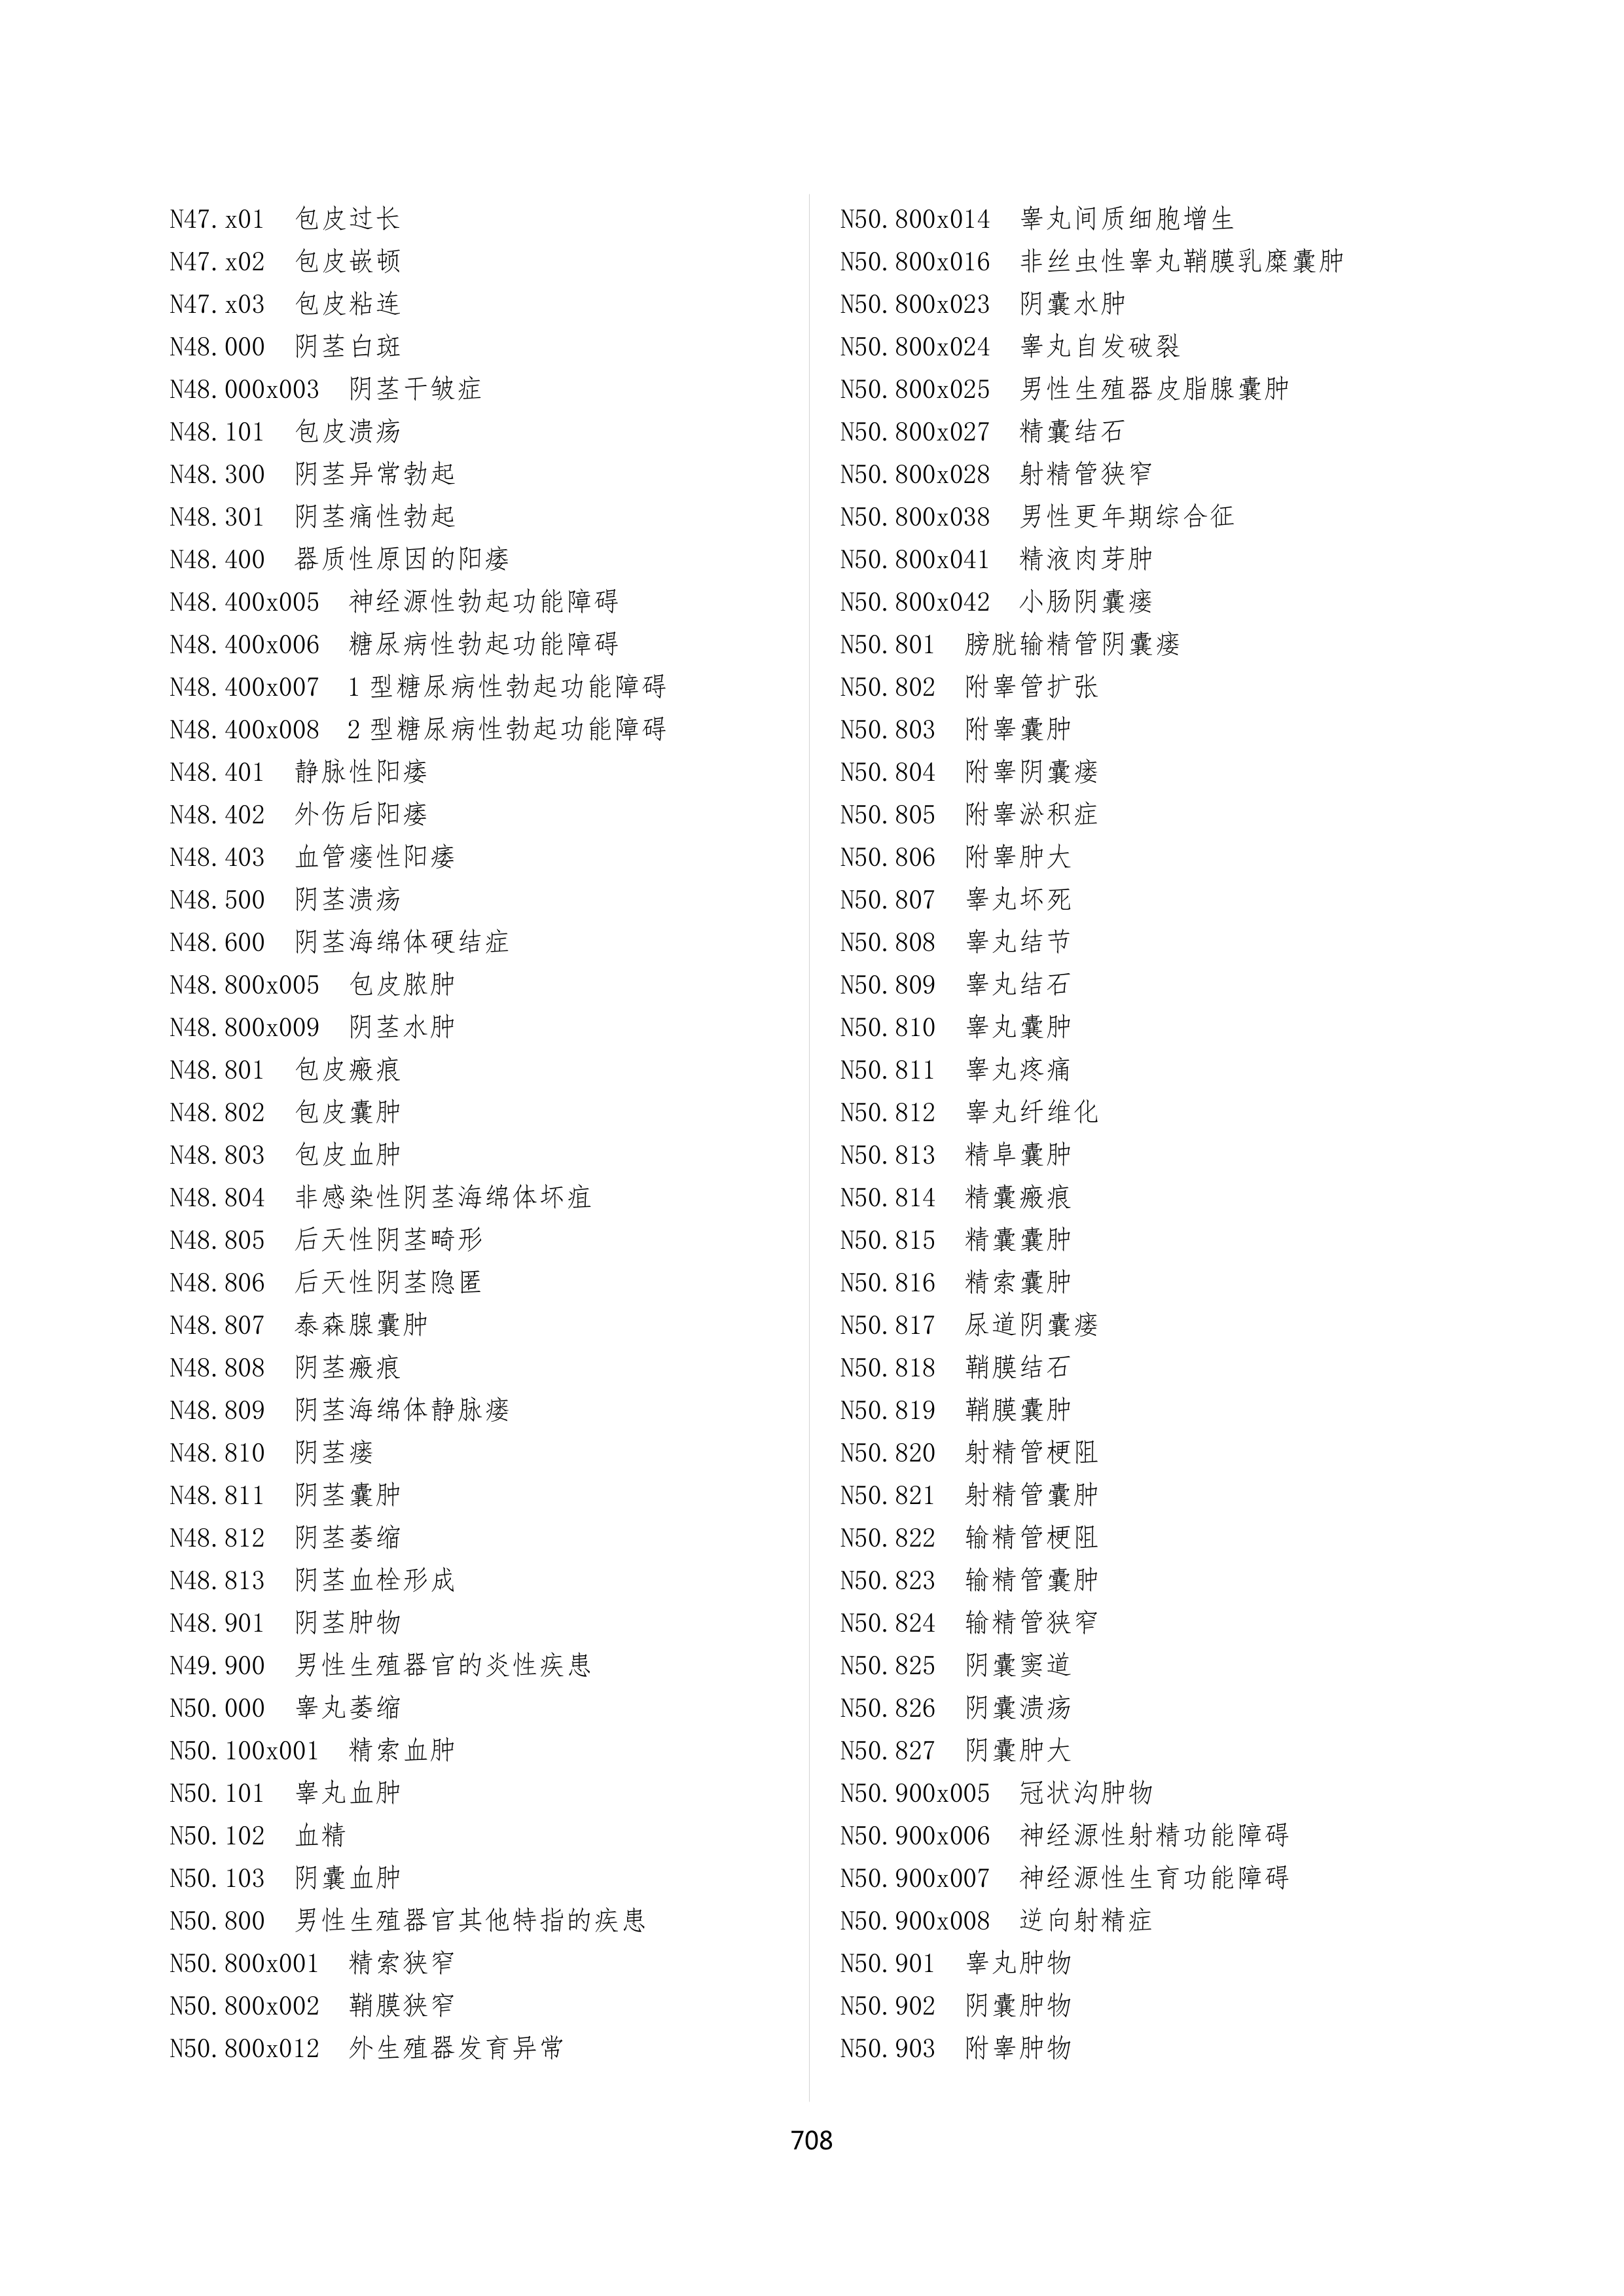 N47.x01 包皮过长
N47.x02 包皮嵌顿
N47.x03 包皮粘连
N48.000 阴茎白斑
N48.000x003 阴茎干皱症
N48.101 包皮溃疡
N48.300 阴茎异常勃起
N48.301 阴茎痛性勃起
N48.400 器质性原因的阳痿
N48.400x005 神经源性勃起功能障碍
N48.400x006 糖尿病性勃起功能障碍
N48.400x007 1型糖尿病性勃起功能障碍
N48.400x008 2型糖尿病性勃起功能障碍
N48.401 静脉性阳痿
N48.402 外伤后阳痿
N48.403 血管瘘性阳痿
N48.500 阴茎溃疡
N48.600 阴茎海绵体硬结症
N48.800x005 包皮脓肿
N48.800x009 阴茎水肿
N48.801 包皮瘢痕
N48.802 包皮囊肿
N48.803 包皮血肿
N48.804 非感染性阴茎海绵体坏疽
N48.805 后天性阴茎畸形
N48.806 后天性阴茎隐匿
N48.807 泰森腺囊肿
N48.808 阴茎瘢痕
N48.809 阴茎海绵体静脉瘘
N48.810 阴茎瘘
N48.811 阴茎囊肿
N48.812 阴茎萎缩
N48.813 阴茎血栓形成
N48.901 阴茎肿物
N49.900 男性生殖器官的炎性疾患
N50.000 睾丸萎缩
N50.100x001 精索血肿
N50.101 睾丸血肿
N50.102 血精
N50.103 阴囊血肿
N50.800 男性生殖器官其他特指的疾患
N50.800x001 精索狭窄
N50.800x002 鞘膜狭窄
N50.800x012 外生殖器发育异常
N50.800x014 睾丸间质细胞增生
N50.800x016 非丝虫性睾丸鞘膜乳糜囊肿
N50.800x023 阴囊水肿
N50.800x024 睾丸自发破裂
N50.800x025 男性生殖器皮脂腺囊肿
N50.800x027 精囊结石
N50.800x028 射精管狭窄
N50.800x038 男性更年期综合征
N50.800x041 精液肉芽肿
N50.800x042 小肠阴囊瘘
N50.801 膀胱输精管阴囊瘘
N50.802 附睾管扩张
N50.803 附睾囊肿
N50.804 附睾阴囊瘘
N50.805 附睾淤积症
N50.806 附睾肿大
N50.807 睾丸坏死
N50.808 睾丸结节
N50.809 睾丸结石
N50.810 睾丸囊肿
N50.811 睾丸疼痛
N50.812 睾丸纤维化
N50.813 精阜囊肿
N50.814 精囊瘢痕
N50.815 精囊囊肿
N50.816 精索囊肿
N50.817 尿道阴囊瘘
N50.818 鞘膜结石
N50.819 鞘膜囊肿
N50.820 射精管梗阻
N50.821 射精管囊肿
N50.822 输精管梗阻
N50.823 输精管囊肿
N50.824 输精管狭窄
N50.825 阴囊窦道
N50.826 阴囊溃疡
N50.827 阴囊肿大
N50.900x005 冠状沟肿物
N50.900x006 神经源性射精功能障碍
N50.900x007 神经源性生育功能障碍
N50.900x008 逆向射精症
N50.901 睾丸肿物
N50.902 阴囊肿物
N50.903 附睾肿物
708